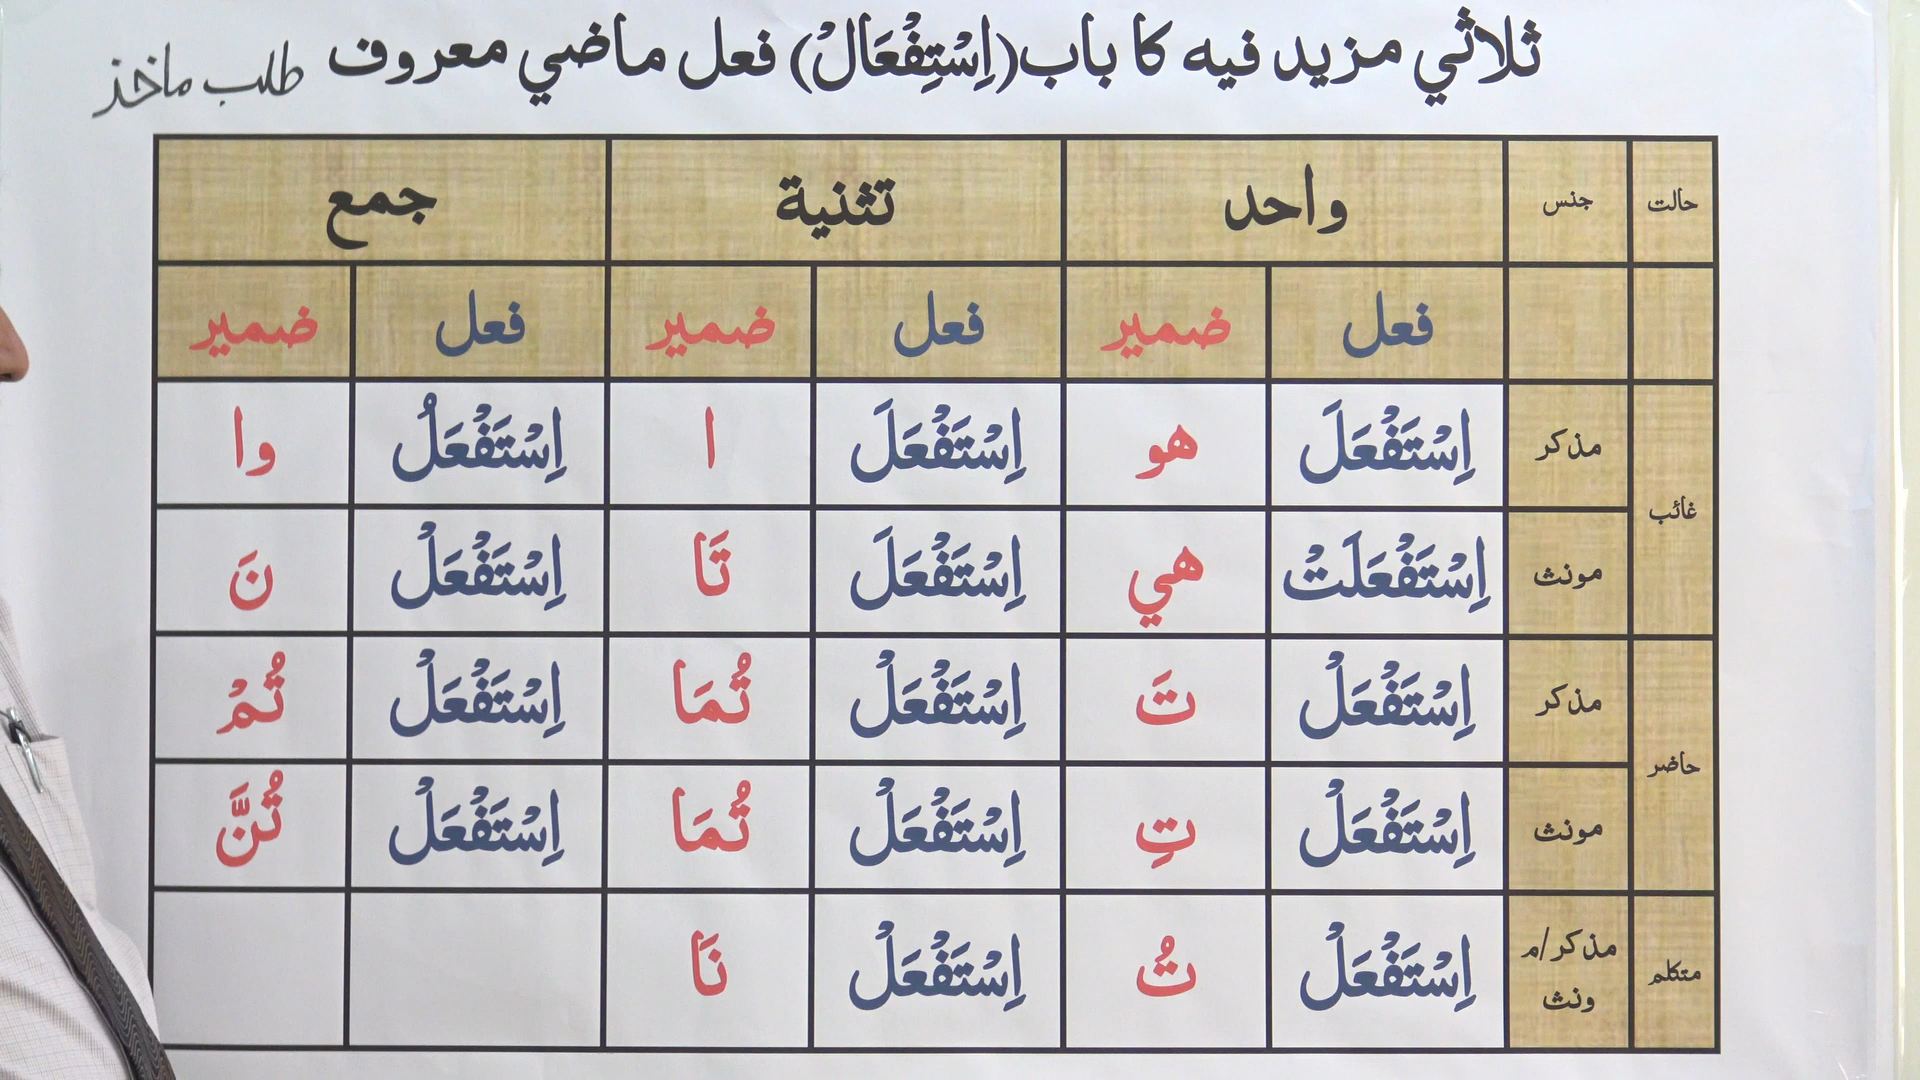 ثلاثي مزيد فيه كا باب (اِسْتِفْعَالْ) فعل ماضي معروف طلب ماخذ
حالت جنس واحد تثنية جمع
فعل ضمير فعل ضمير فعل ضمير
غائب مذكر اِسْتَفْعَلَ هو اِسْتَفْعَلَ ا اِسْتَفْعَلُ وا
مونث اِسْتَفْعَلَتْ هي اِسْتَفْعَلَ تَا اِسْتَفْعَلْ نَ
حاضر مذكر اِسْتَفْعَلْ تَ اِسْتَفْعَلْ تُمَا اِسْتَفْعَلْ تُمْ
مونث اِسْتَفْعَلْ تِ اِسْتَفْعَلْ تُمَا اِسْتَفْعَلْ تُنَّ
متكلم مذكر/م اِسْتَفْعَلْ تُ اِسْتَفْعَلْ نَا
ونث